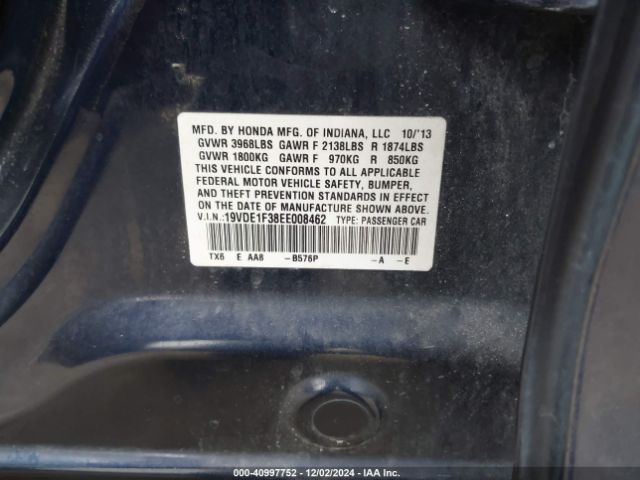 MFD. BY HONDA MFG. OF INDIANA, LLC 10/'13
GVWR 3968LBS GAWR F 2138LBS R 1874LBS
GVWR 1800KG GAWR F 970KG R 850KG
THIS VEHICLE CONFORMS TO ALL APPLICABLE
FEDERAL MOTOR VEHICLE SAFETY, BUMPER,
AND THEFT PREVENTION STANDARDS IN EFFECT
ON THE DATE OF MANUFACTURE SHOWN ABOVE.
V.I.N.:19VDE1F38EE008462 TYPE: PASSENGER CAR
TX6 E AA8 -B576P -A -E
000-40997752 - 12/02/2024 - IAA Inc.